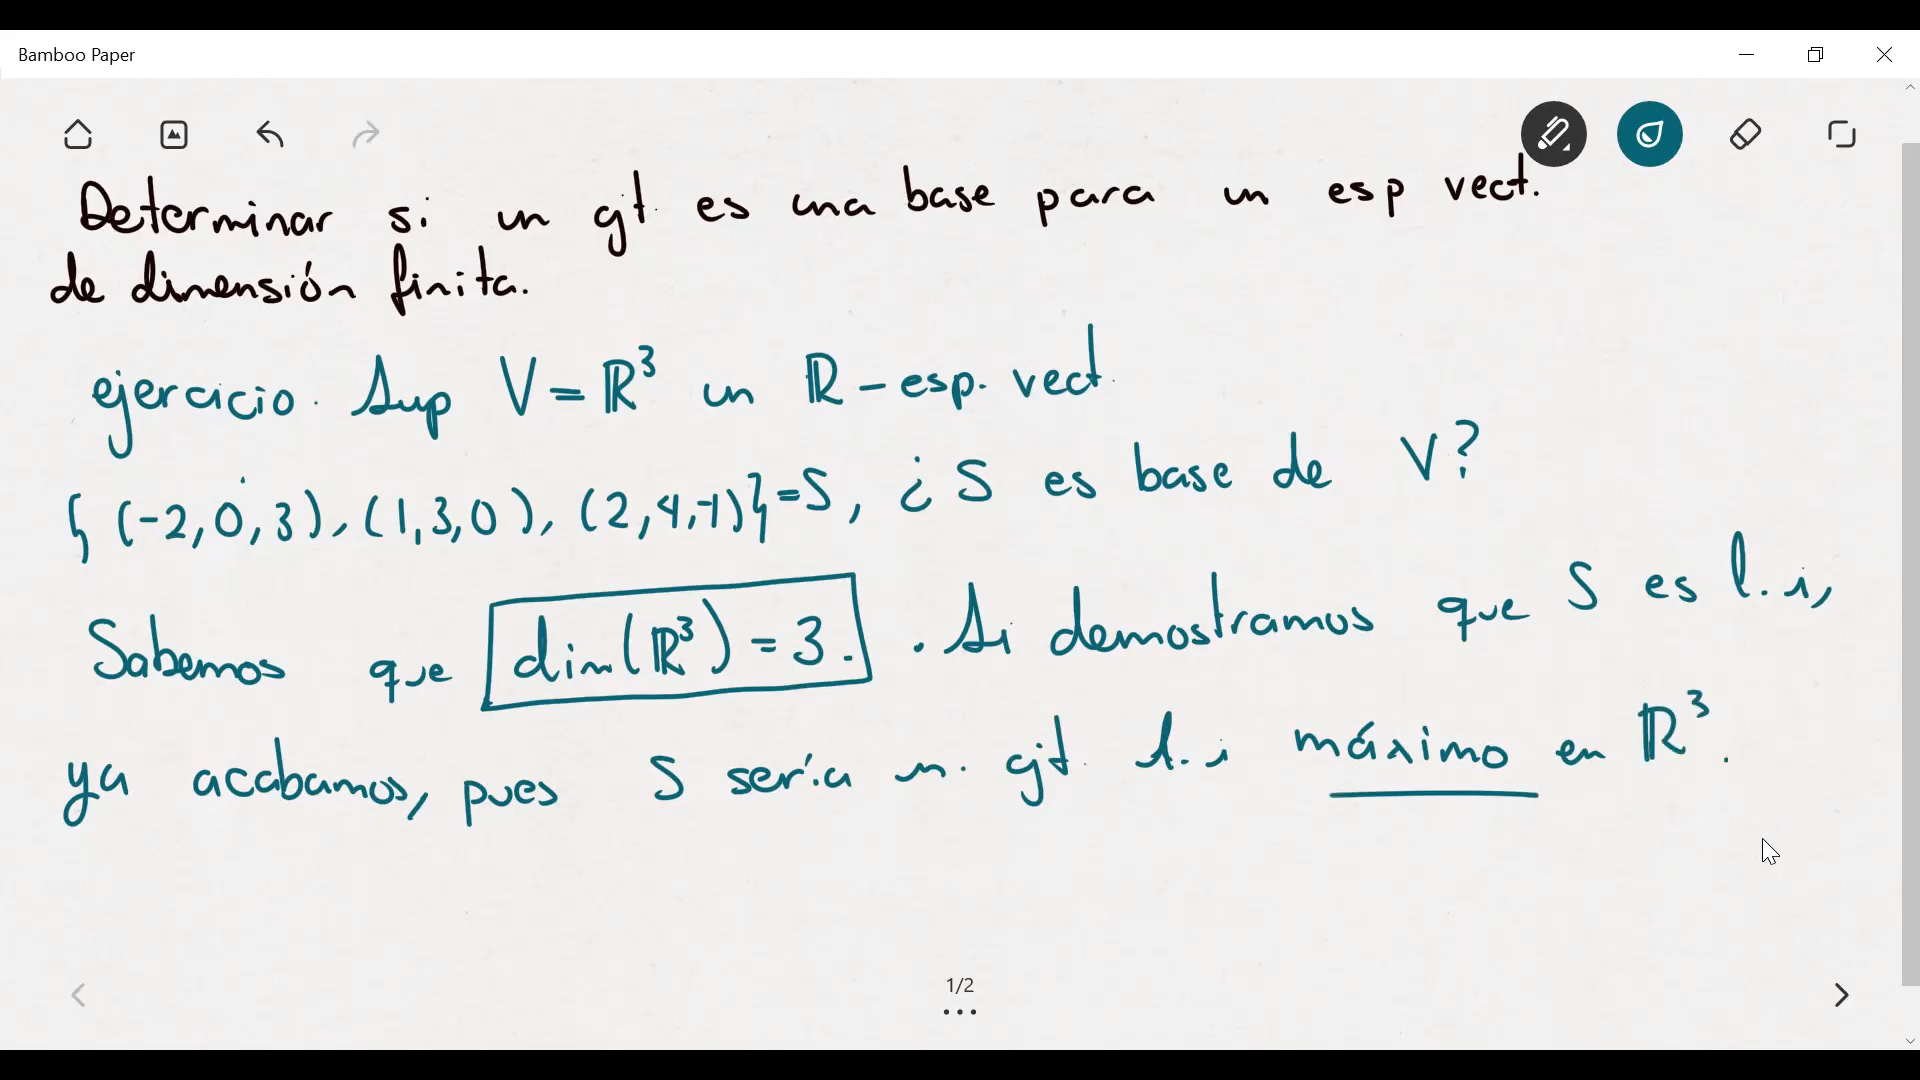 Bamboo Paper
Determinar si un gjt. es una base para un esp vect.
de dimensión finita.
ejercicio. Sup V = ℝ³ un ℝ - esp. vect.
{ (-2, 0, 3), (1, 3, 0), (2, 4, -1)} = S, ¿ S es base de V?
Sabemos que dim(ℝ³) = 3. . Si demostramos que S es l. i,
ya acabamos, pues S sería un. cjt. l. i máximo en ℝ³.
1/2